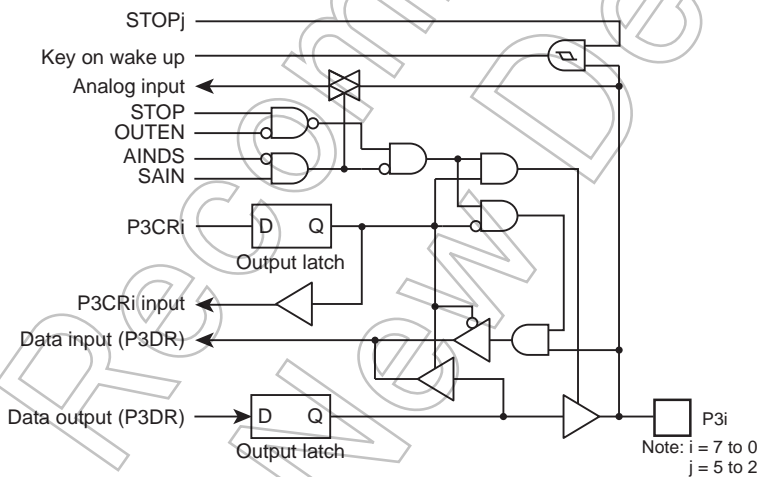 STOPj
Key on wake up
Analog input
STOP
OUTEN
AINDS
SAIN
P3CRi
D Q
Output latch
P3CRi input
Data input (P3DR)
Data output (P3DR)
D Q
Output latch
P3i
Note: i = 7 to 0
j = 5 to 2